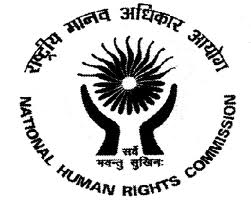 राष्ट्रीय मानव अधिकार आयोग
सर्वे
भवन्तु सुखिनः
NATIONAL HUMAN RIGHTS COMMISSION